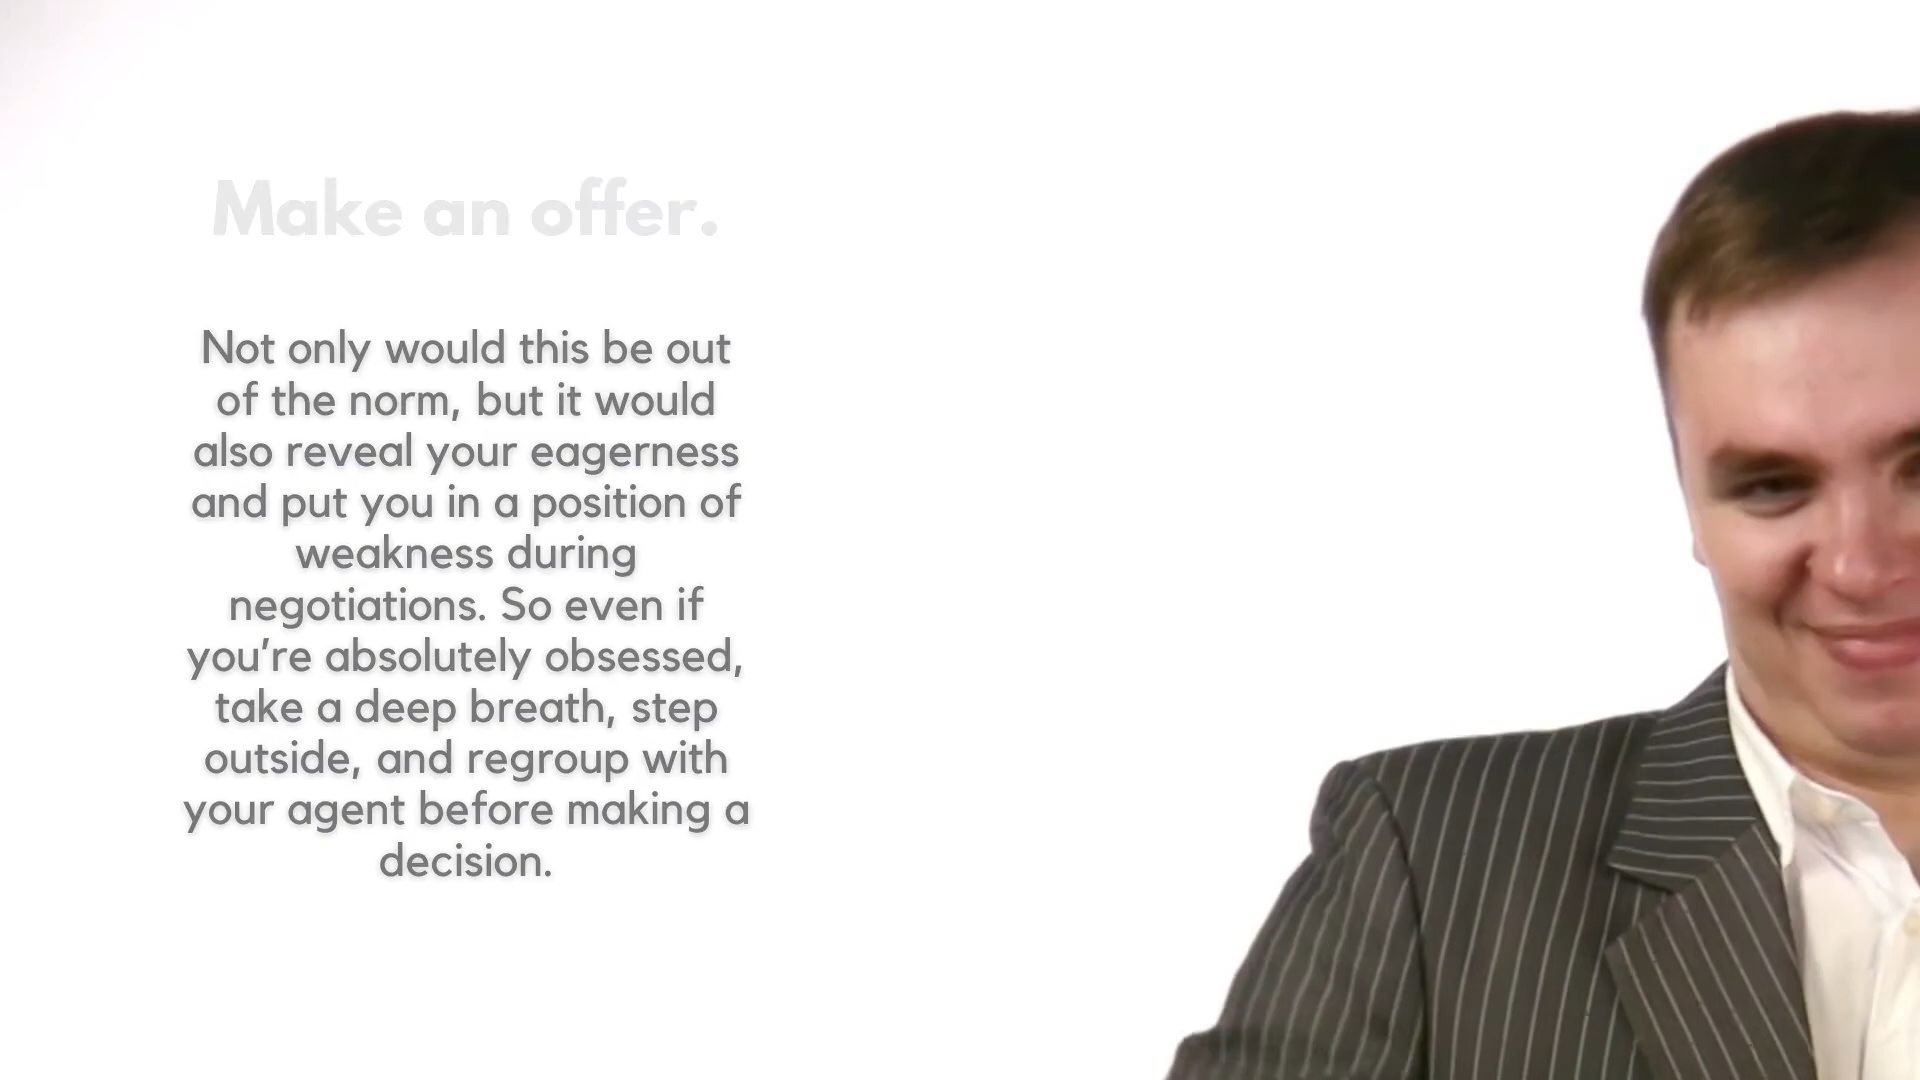 Make an offer.
Not only would this be out
of the norm, but it would
also reveal your eagerness
and put you in a position of
weakness during
negotiations. So even if
you’re absolutely obsessed,
take a deep breath, step
outside, and regroup with
your agent before making a
decision.